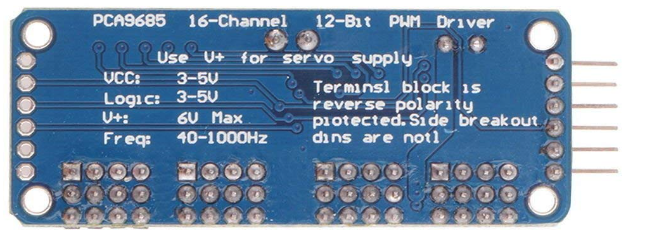 PCA9685 16-Channel 12-Bit PWM Driver
Use V+ for servo supply
VCC: 3-5V
Logic: 3-5V
V+: 6V Max
Freq: 40-1000Hz
Terminsl block is
reverse polarity
piotected.Side breakout
dins are notl